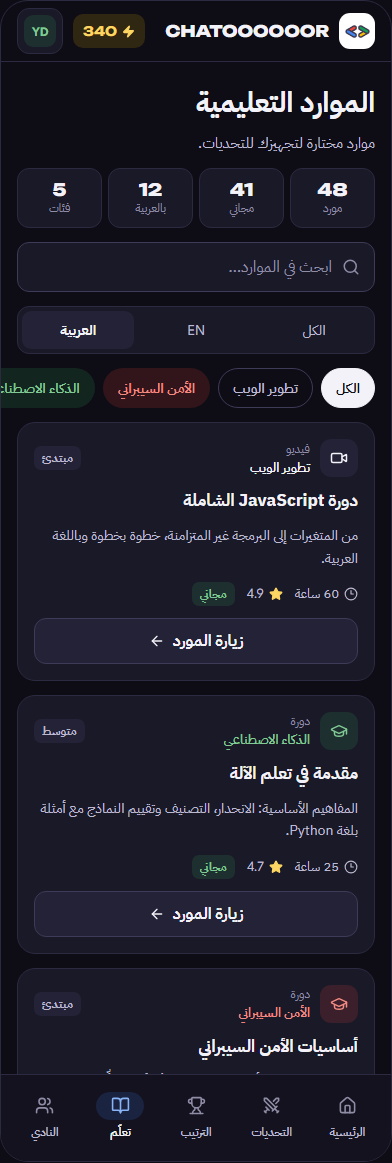 CHATOOOOOOR
340
YD
الموارد التعليمية
موارد مختارة لتجهيزك للتحديات.
48
مورد
41
مجاني
12
بالعربية
5
فئات
ابحث في الموارد...
الكل
EN
العربية
الكل
تطوير الويب
الأمن السيبراني
الذكاء الاصطناع
فيديو
تطوير الويب
مبتدئ
دورة JavaScript الشاملة
من المتغيرات إلى البرمجة غير المتزامنة، خطوة بخطوة وباللغة
العربية.
60 ساعة
4.9
مجاني
زيارة المورد ←
دورة
الذكاء الاصطناعي
متوسط
مقدمة في تعلم الآلة
المفاهيم الأساسية: الانحدار، التصنيف وتقييم النماذج مع أمثلة
بلغة Python.
25 ساعة
4.7
مجاني
زيارة المورد ←
دورة
الأمن السيبراني
مبتدئ
أساسيات الأمن السيبراني
الرئيسية
التحديات
الترتيب
تعلّم
النادي